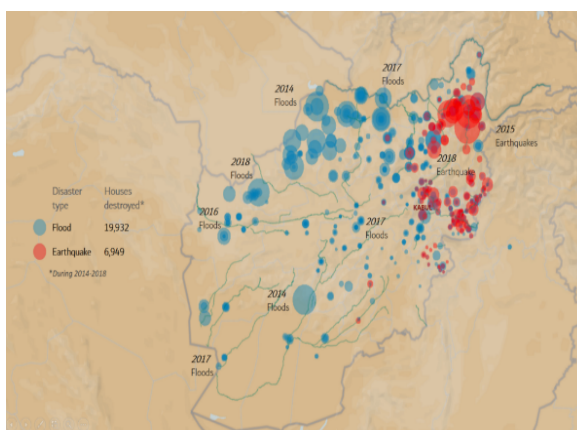 2017
Floods
2014
Floods
2015
Earthquakes
2018
Earthquake
2018
Floods
Disaster type
Houses destroyed*
Flood 19,932
Earthquake 6,949
*During 2014-2018
KABUL
2016
Floods
2017
Floods
2014
Floods
2017
Floods